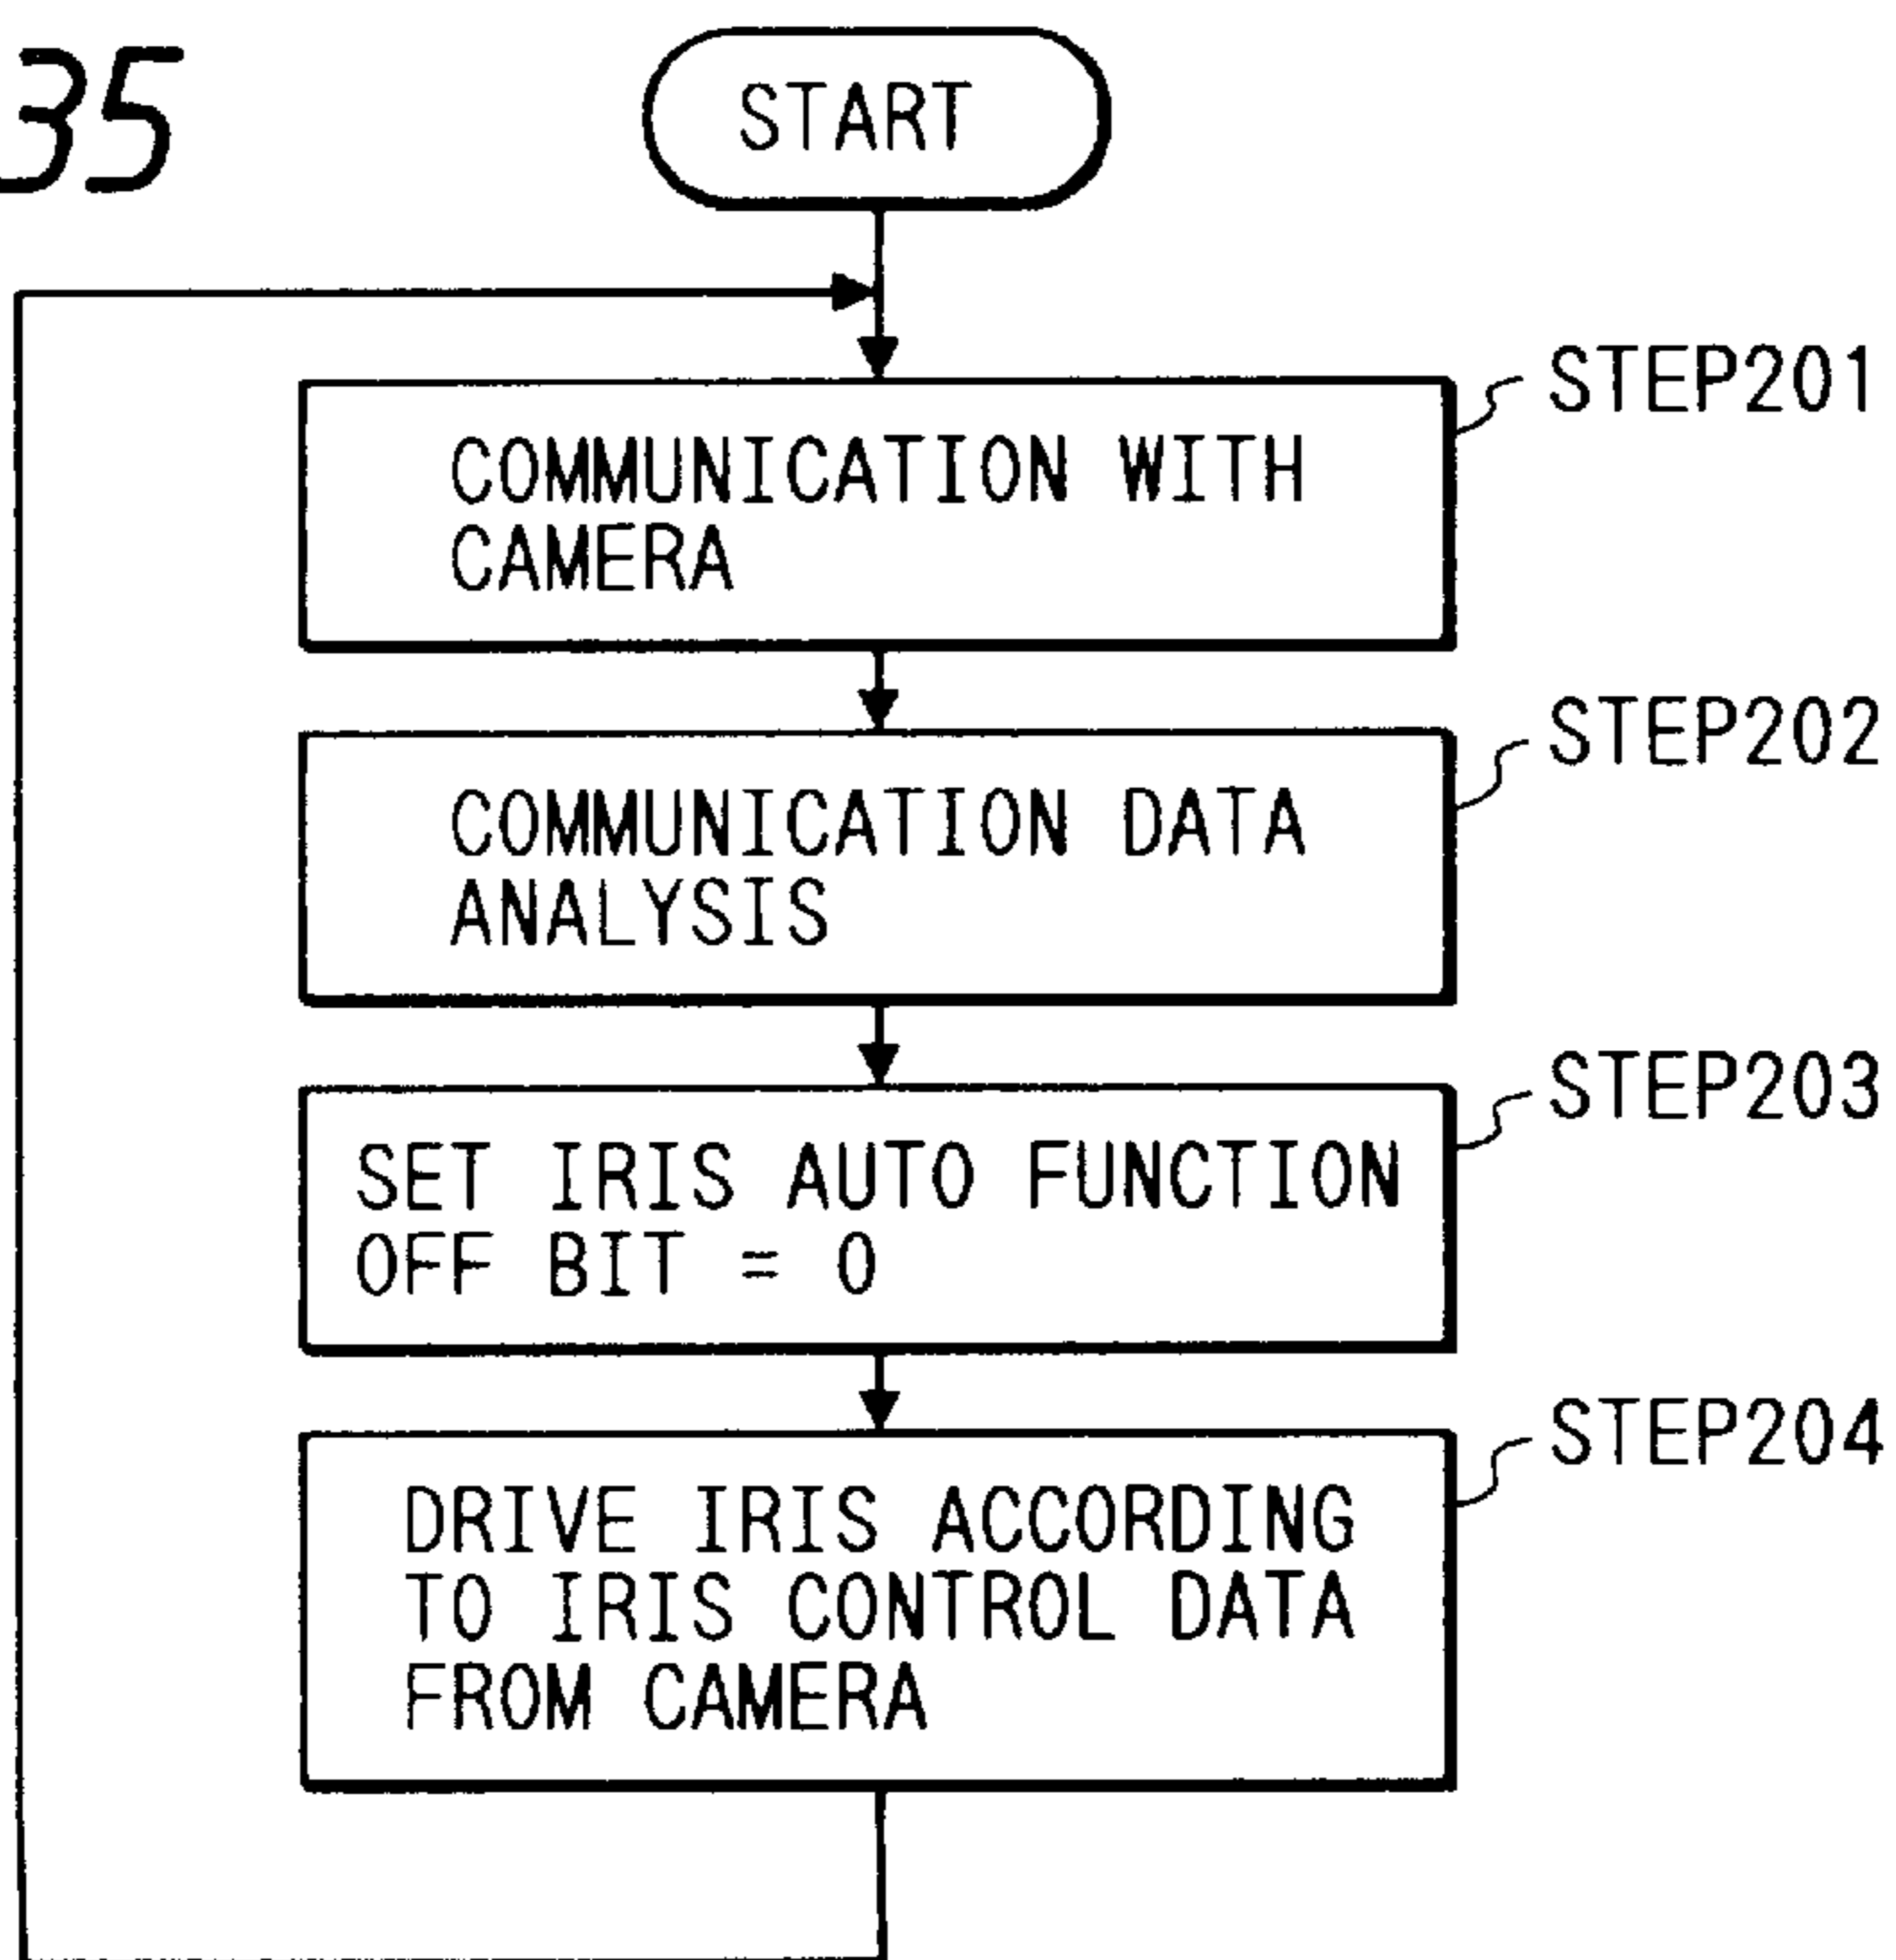 35
START
STEP201
COMMUNICATION WITH
CAMERA
STEP202
COMMUNICATION DATA
ANALYSIS
STEP203
SET IRIS AUTO FUNCTION
OFF BIT = 0
STEP204
DRIVE IRIS ACCORDING
TO IRIS CONTROL DATA
FROM CAMERA